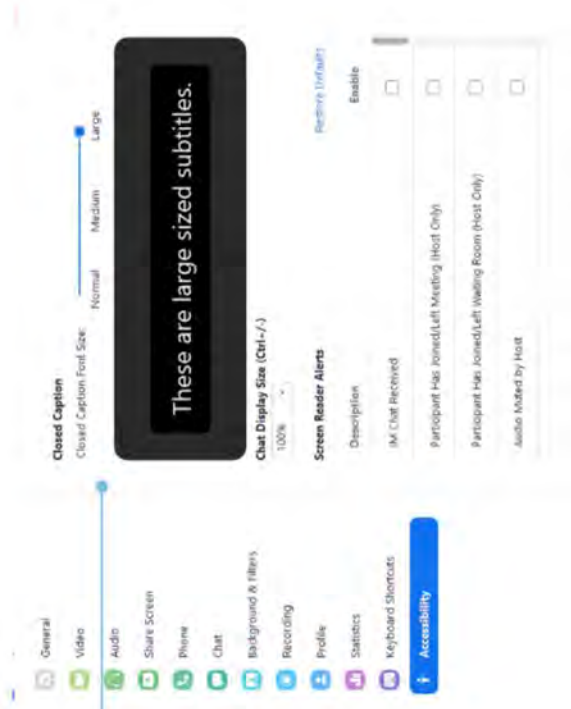 General
Video
Audio
Share Screen
Phone
Chat
Background & Filters
Recording
Profile
Statistics
Keyboard Shortcuts
Accessibility
Closed Caption
Closed Caption Font Size:
Normal Medium Large
These are large sized subtitles.
Chat Display Size (Ctrl+/-)
100%
Screen Reader Alerts
Restore Defaults
Description Enable
IM Chat Received
Participant Has Joined/Left Meeting (Host Only)
Participant Has Joined/Left Waiting Room (Host Only)
Audio Muted by Host